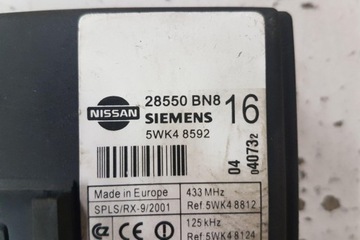 28550 BN8 16
NISSAN SIEMENS
5WK4 8592
04
040732
Made in Europe 433 MHz
SPLS/RX-9/2001 Ref 5WK4 8812
125 kHz
Ref 5WK4 8124